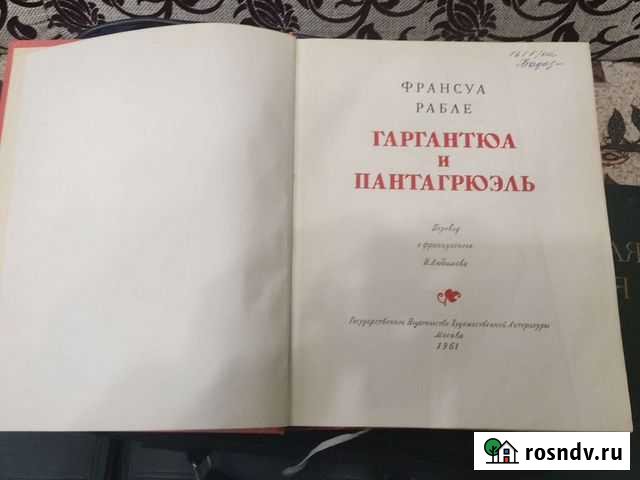 ФРАНСУА
РАБЛЕ
ГАРГАНТЮА
И
ПАНТАГРЮЭЛЬ
Перевод
с французского
Н.Любимова
Государственное Издательство Художественной Литературы
Москва
1961
rosndv.ru